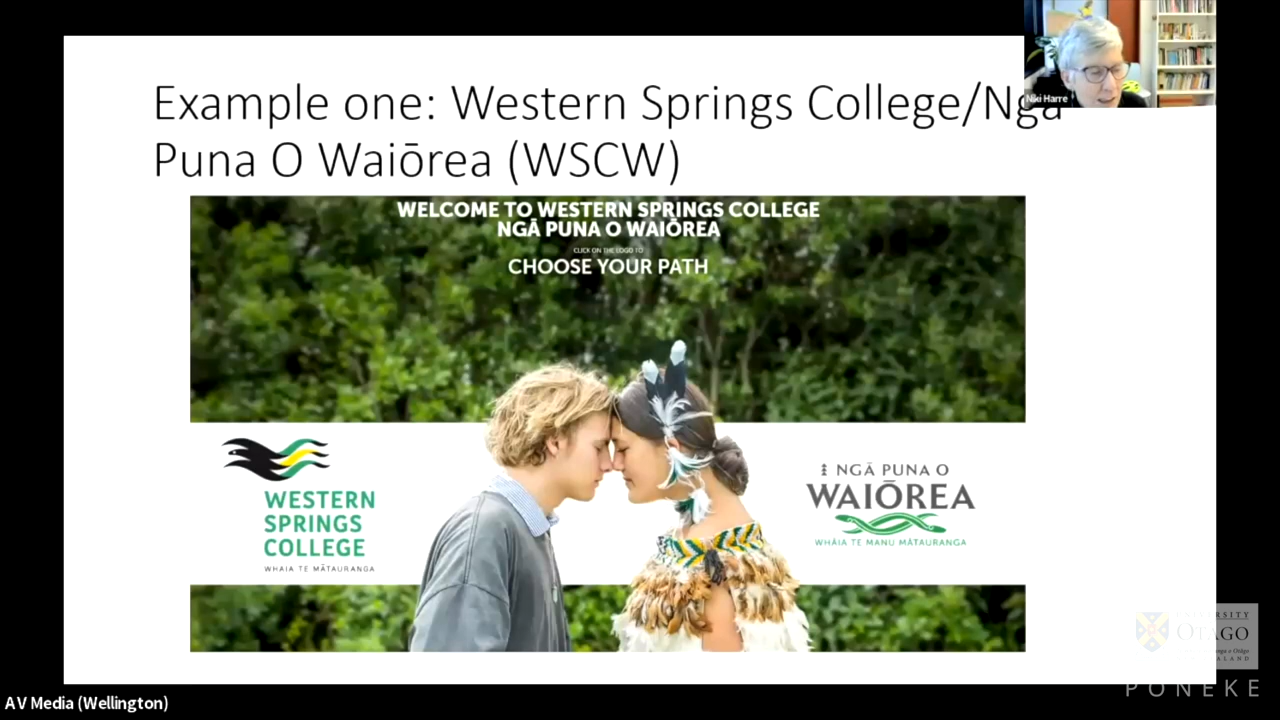 Example one: Western Springs College/Ngā
Puna O Waiōrea (WSCW)
Niki Harre
WELCOME TO WESTERN SPRINGS COLLEGE
NGĀ PUNA O WAIŌREA
CLICK ON THE LOGO TO
CHOOSE YOUR PATH
WESTERN
SPRINGS
COLLEGE
WHAIA TE MĀTAURANGA
NGĀ PUNA O
WAIŌREA
WHĀIA TE MANU MĀTAURANGA
OTAGO
PŌNEKE
AV Media (Wellington)